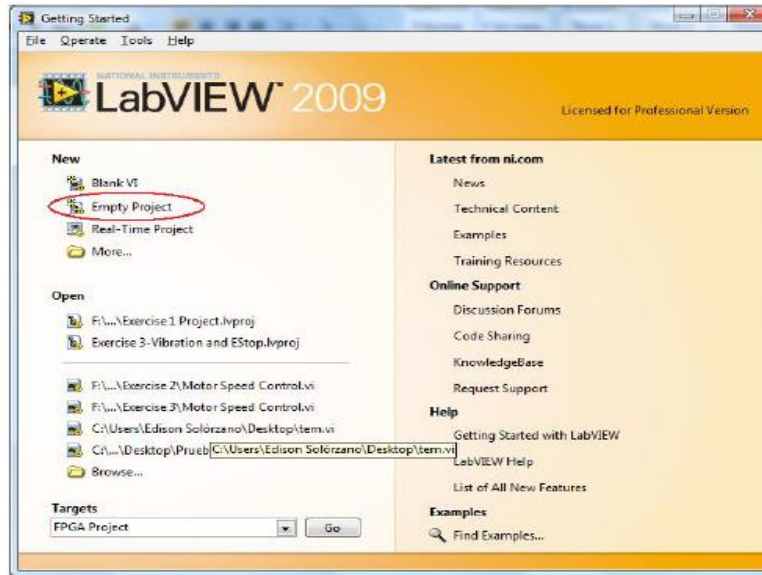 Getting Started
File Operate Tools Help
NATIONAL INSTRUMENTS
LabVIEW™ 2009
Licensed for Professional Version
New
Blank VI
Empty Project
Real-Time Project
More...
Open
F:\...\Exercise 1 Project.lvproj
Exercise 3-Vibration and EStop.lvproj
F:\...\Exercise 2\Motor Speed Control.vi
F:\...\Exercise 3\Motor Speed Control.vi
C:\Users\Edison Solórzano\Desktop\tem.vi
C:\...\Desktop\Prueb
C:\Users\Edison Solórzano\Desktop\tem.vi
Browse...
Targets
FPGA Project
Go
Latest from ni.com
News
Technical Content
Examples
Training Resources
Online Support
Discussion Forums
Code Sharing
KnowledgeBase
Request Support
Help
Getting Started with LabVIEW
LabVIEW Help
List of All New Features
Examples
Find Examples...